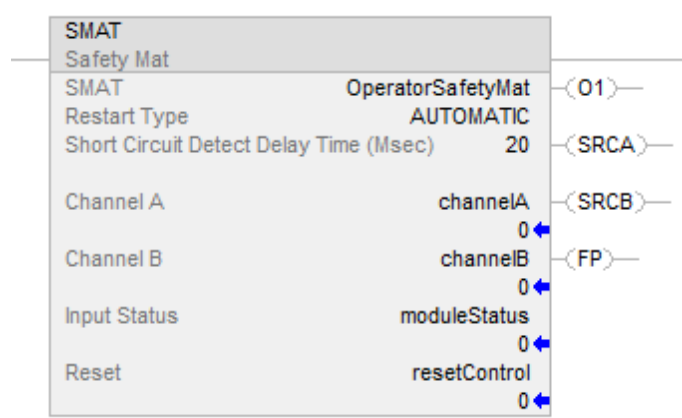 SMAT
Safety Mat
SMAT OperatorSafetyMat (O1)
Restart Type AUTOMATIC
Short Circuit Detect Delay Time (Msec) 20 (SRCA)
Channel A channelA (SRCB)
0
Channel B channelB (FP)
0
Input Status moduleStatus
0
Reset resetControl
0